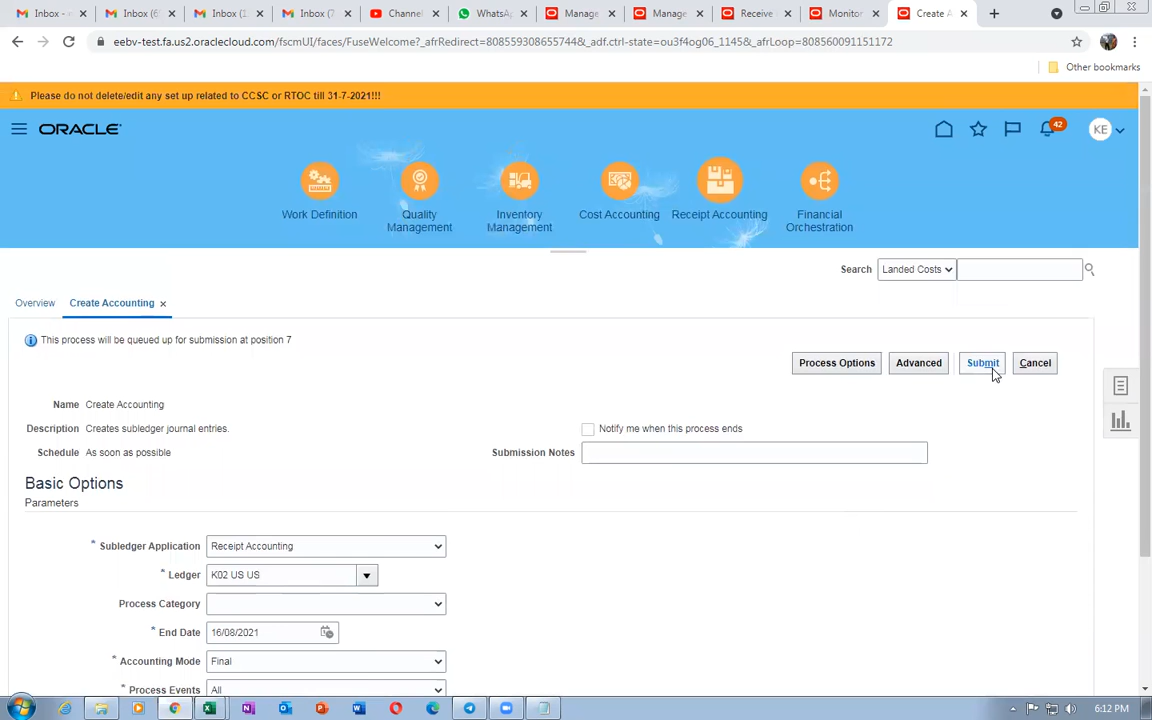 Inbox -
Inbox (6
Inbox (1
Inbox (7
Channel
WhatsA
Manage
Manage
Receive
Monitor
Create A
eebv-test.fa.us2.oraclecloud.com/fscmUI/faces/FuseWelcome?_afrRedirect=808559308655744&_adf.ctrl-state=ou3f4og06_1145&_afrLoop=808560091151172
Other bookmarks
Please do not delete/edit any set up related to CCSC or RTOC till 31-7-2021!!!
ORACLE
42
KE
Work Definition
Quality Management
Inventory Management
Cost Accounting
Receipt Accounting
Financial Orchestration
Search
Landed Costs
Overview
Create Accounting
This process will be queued up for submission at position 7
Process Options
Advanced
Submit
Cancel
Name Create Accounting
Description Creates subledger journal entries.
Notify me when this process ends
Schedule As soon as possible
Submission Notes
Basic Options
Parameters
* Subledger Application Receipt Accounting
* Ledger K02 US US
Process Category
* End Date 16/08/2021
* Accounting Mode Final
* Process Events All
6:12 PM